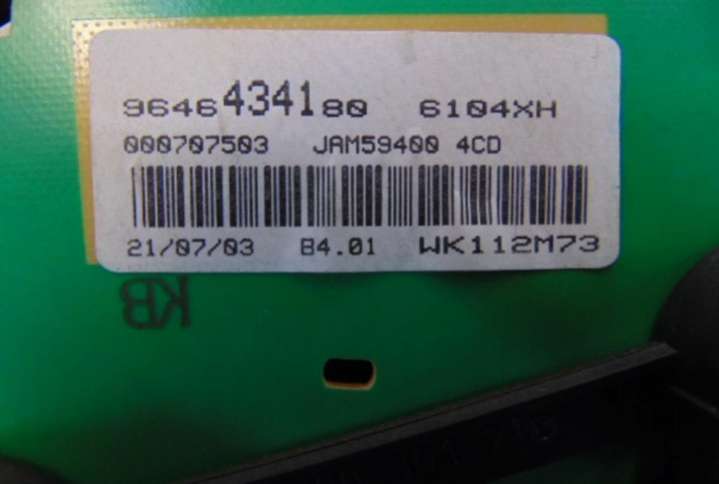 9646434180 6104XH
000707503 JAM59400 4CD
21/07/03 B4.01 WK112M73
KB